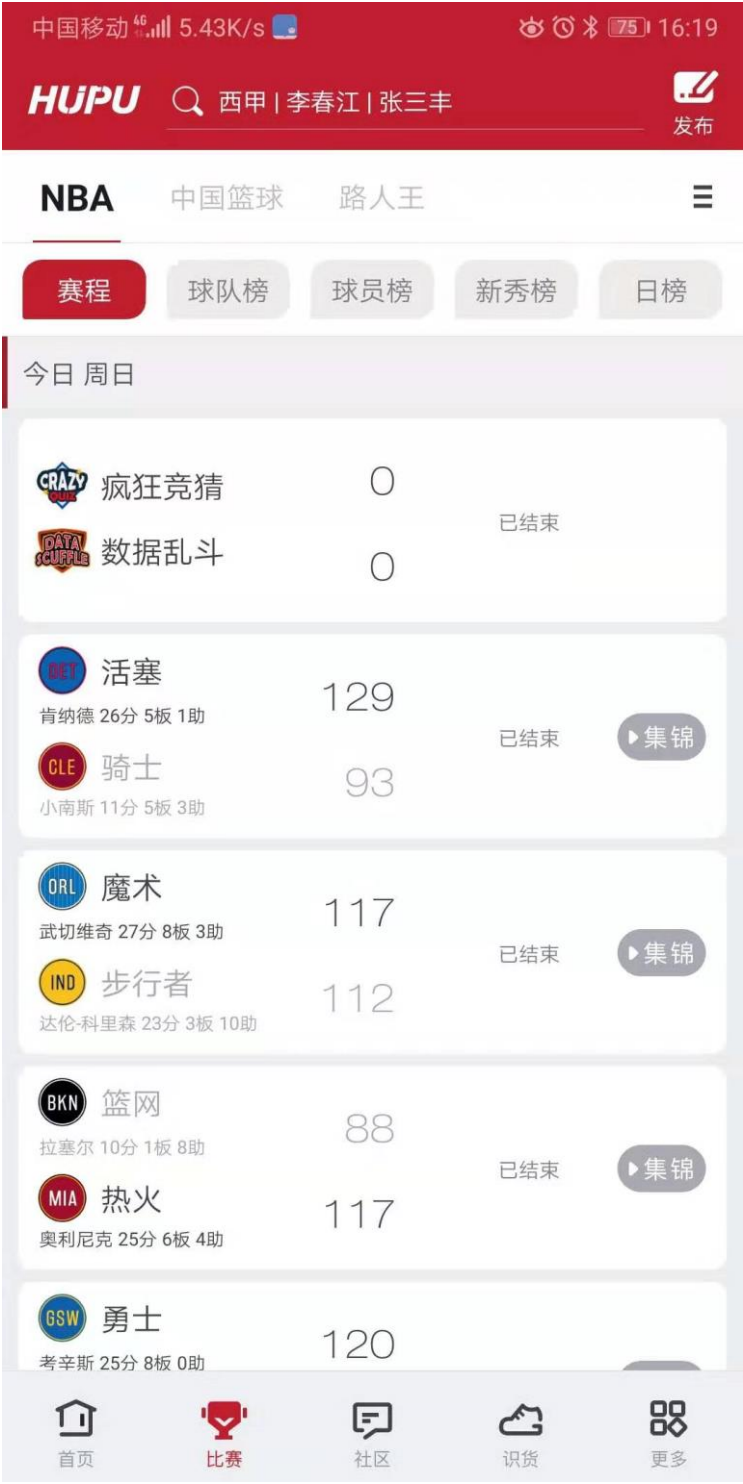 中国移动 46 5.43K/s 75 16:19
HUPU 西甲 | 李春江 | 张三丰
发布
NBA 中国篮球 路人王
赛程 球队榜 球员榜 新秀榜 日榜
今日 周日
CRAZY QUIZ 疯狂竞猜 0
已结束
DATA SCUFFLE 数据乱斗 0
DET 活塞 129
肯纳德 26分 5板 1助
已结束 集锦
CLE 骑士 93
小南斯 11分 5板 3助
ORL 魔术 117
武切维奇 27分 8板 3助
已结束 集锦
IND 步行者 112
达伦-科里森 23分 3板 10助
BKN 篮网 88
拉塞尔 10分 1板 8助
已结束 集锦
MIA 热火 117
奥利尼克 25分 6板 4助
GSW 勇士 120
考辛斯 25分 8板 0助
首页 比赛 社区 识货 更多